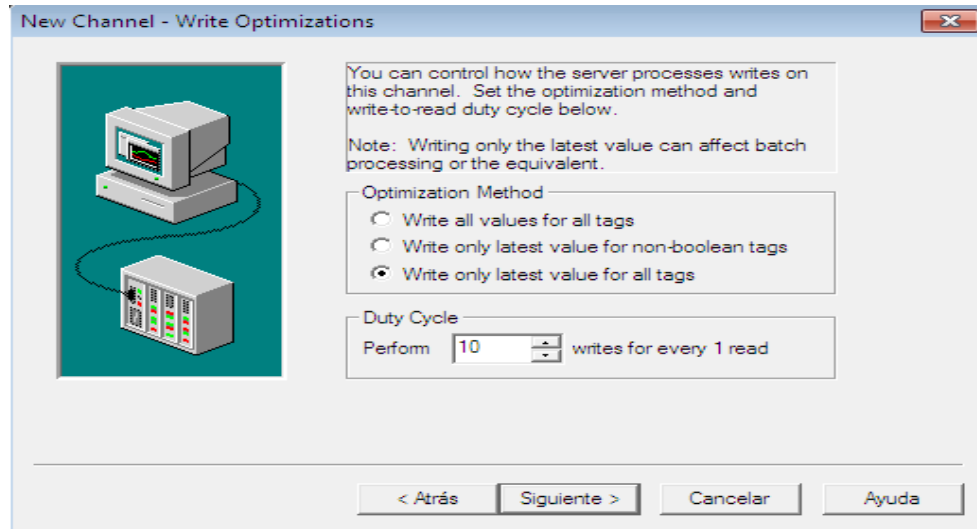 New Channel - Write Optimizations
You can control how the server processes writes on
this channel.  Set the optimization method and
write-to-read duty cycle below.
Note:  Writing only the latest value can affect batch
processing or the equivalent.
Optimization Method
Write all values for all tags
Write only latest value for non-boolean tags
Write only latest value for all tags
Duty Cycle
Perform 10 writes for every 1 read
< Atrás Siguiente > Cancelar Ayuda